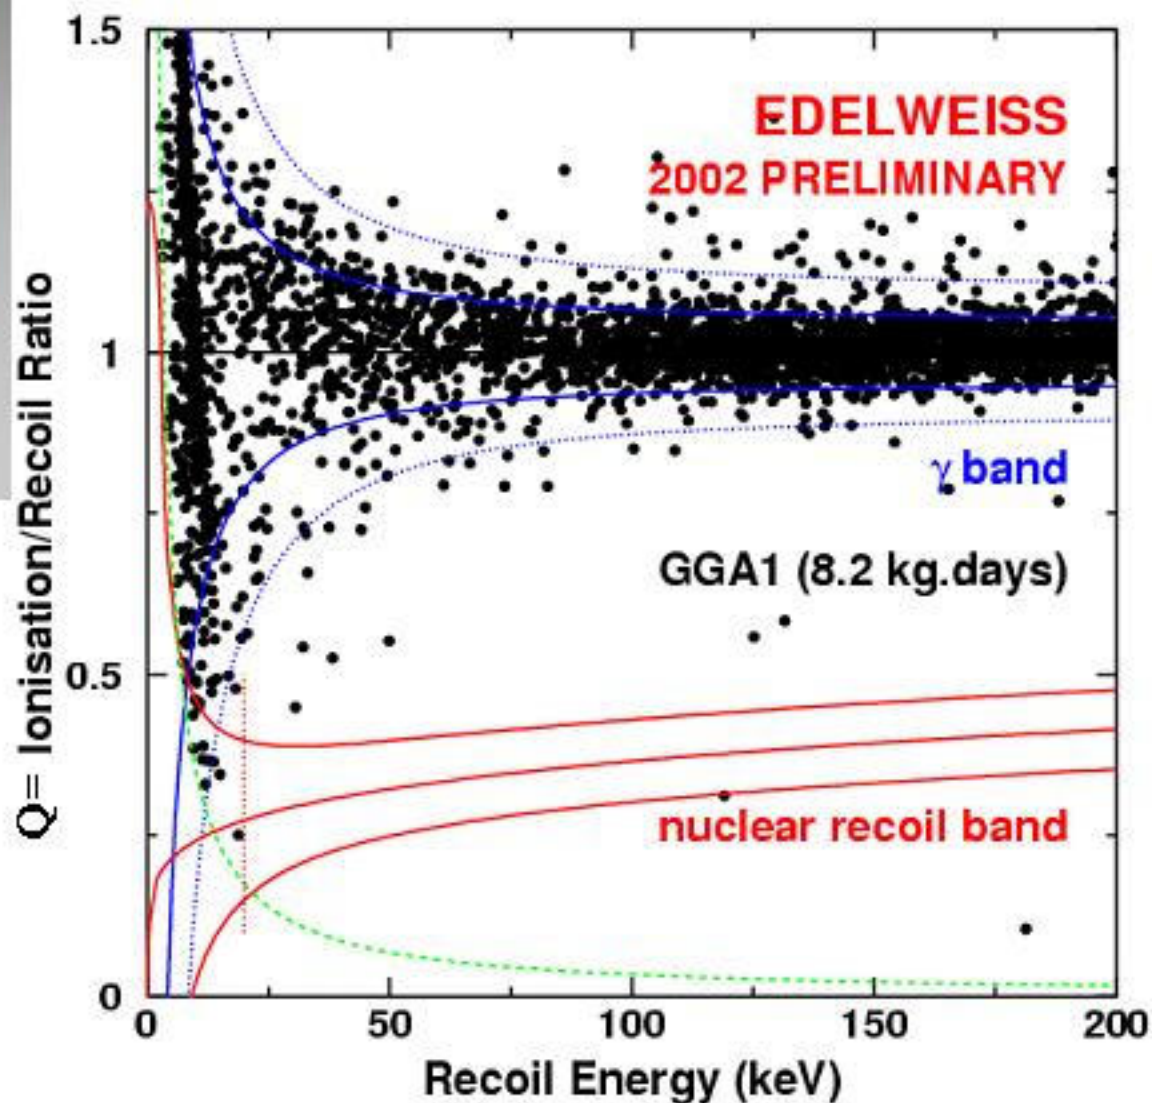 1.5
EDELWEISS
2002 PRELIMINARY
1
γ band
GGA1 (8.2 kg.days)
0.5
nuclear recoil band
0
0 50 100 150 200
Recoil Energy (keV)
Q= Ionisation/Recoil Ratio